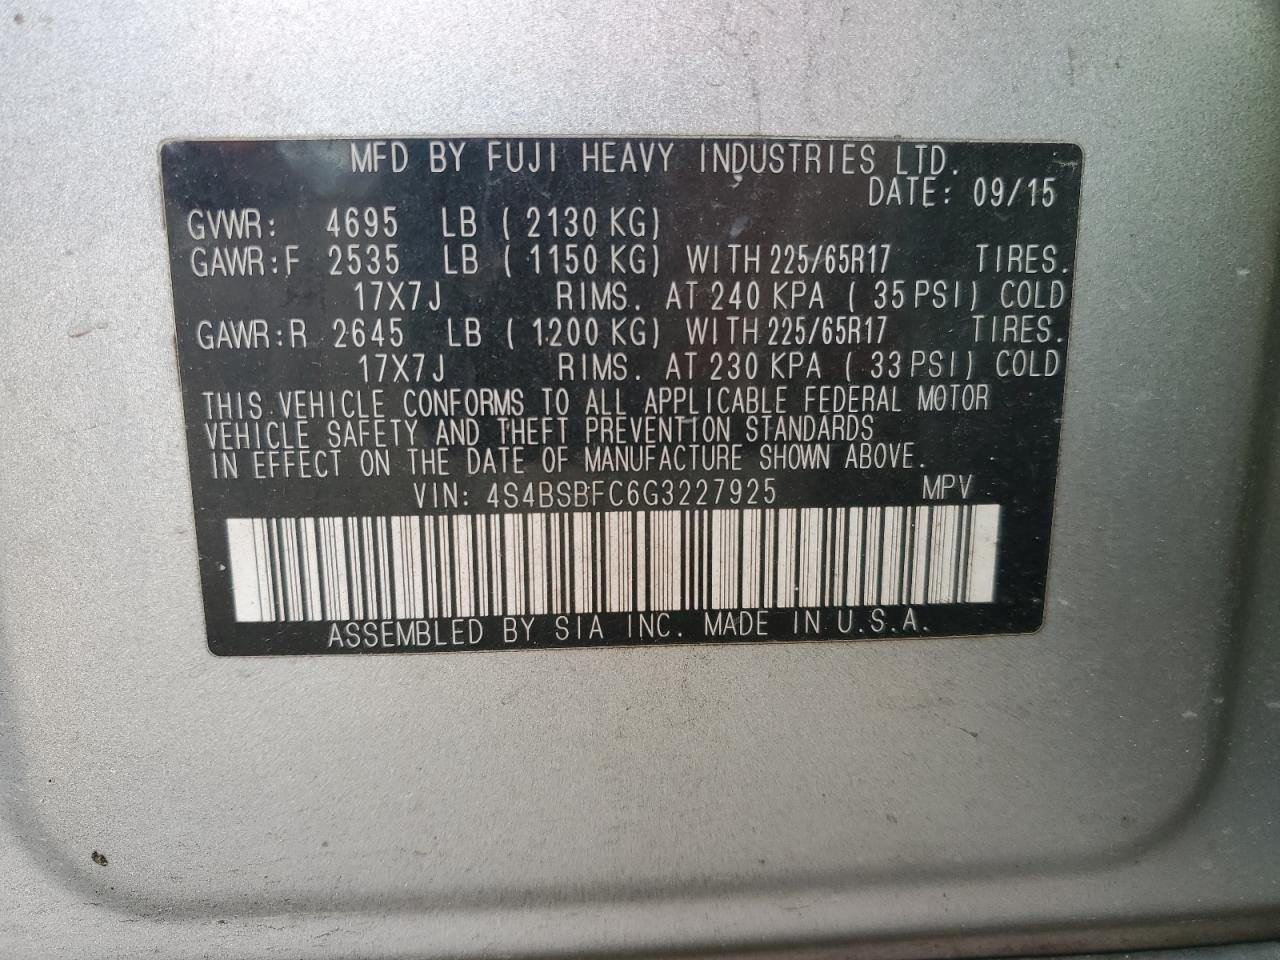 MFD BY FUJI HEAVY INDUSTRIES LTD.
DATE: 09/15
GVWR: 4695 LB ( 2130 KG)
GAWR:F 2535 LB ( 1150 KG) WITH 225/65R17 TIRES.
17X7J RIMS. AT 240 KPA ( 35 PSI) COLD
GAWR:R 2645 LB ( 1200 KG) WITH 225/65R17 TIRES.
17X7J RIMS. AT 230 KPA ( 33 PSI) COLD
THIS VEHICLE CONFORMS TO ALL APPLICABLE FEDERAL MOTOR
VEHICLE SAFETY AND THEFT PREVENTION STANDARDS
IN EFFECT ON THE DATE OF MANUFACTURE SHOWN ABOVE.
VIN: 4S4BSBFC6G3227925 MPV
ASSEMBLED BY SIA INC. MADE IN U.S.A.